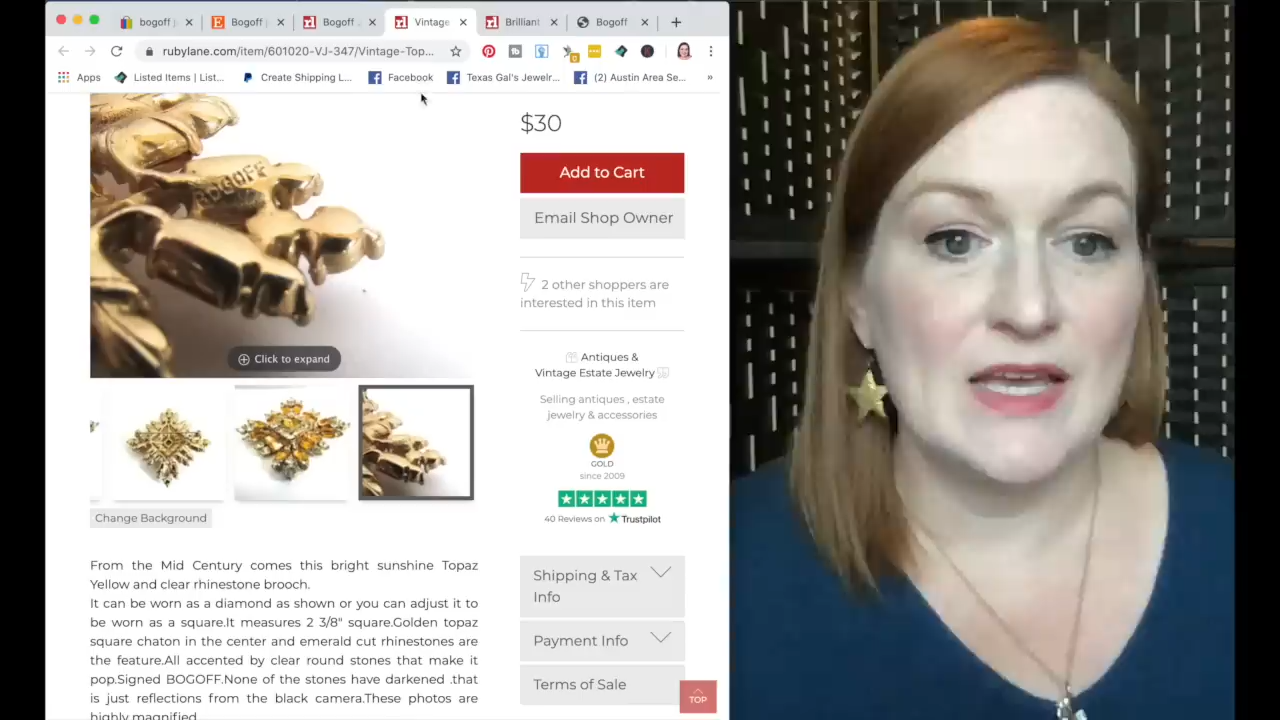 bogoff j
Bogoff j
Bogoff
Vintage
Brilliant
Bogoff
rubylane.com/item/601020-VJ-347/Vintage-Top...
Apps
Listed Items | List...
Create Shipping L...
Facebook
Texas Gal's Jewelr...
(2) Austin Area Se...
»
BOGOFF
Click to expand
Change Background
From the Mid Century comes this bright sunshine Topaz
Yellow and clear rhinestone brooch.
It can be worn as a diamond as shown or you can adjust it to
be worn as a square.It measures 2 3/8" square.Golden topaz
square chaton in the center and emerald cut rhinestones are
the feature.All accented by clear round stones that make it
pop.Signed BOGOFF.None of the stones have darkened .that
is just reflections from the black camera.These photos are
highly magnified
$30
Add to Cart
Email Shop Owner
2 other shoppers are
interested in this item
Antiques &
Vintage Estate Jewelry
Selling antiques , estate
jewelry & accessories
GOLD
since 2009
40 Reviews on Trustpilot
Shipping & Tax
Info
Payment Info
Terms of Sale
TOP